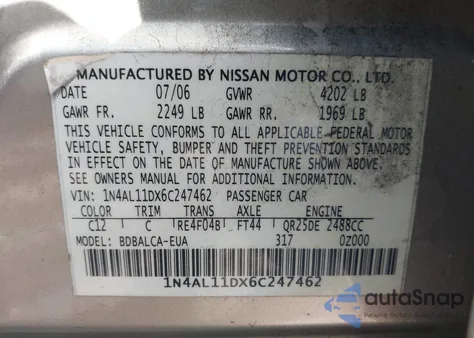 MANUFACTURED BY NISSAN MOTOR CO., LTD.
DATE 07/06 GVWR 4202 LB
GAWR FR. 2249 LB GAWR RR. 1969 LB
THIS VEHICLE CONFORMS TO ALL APPLICABLE FEDERAL MOTOR
VEHICLE SAFETY, BUMPER AND THEFT PREVENTION STANDARDS
IN EFFECT ON THE DATE OF MANUFACTURE SHOWN ABOVE.
SEE OWNERS MANUAL FOR ADDITIONAL INFORMATION.
VIN: 1N4AL11DX6C247462 PASSENGER CAR
COLOR TRIM TRANS AXLE ENGINE
C12 C RE4F04B FT44 QR25DE 2488CC
MODEL: BDBALCA-EUA 317 0Z000
1N4AL11DX6C247462
autoSnap